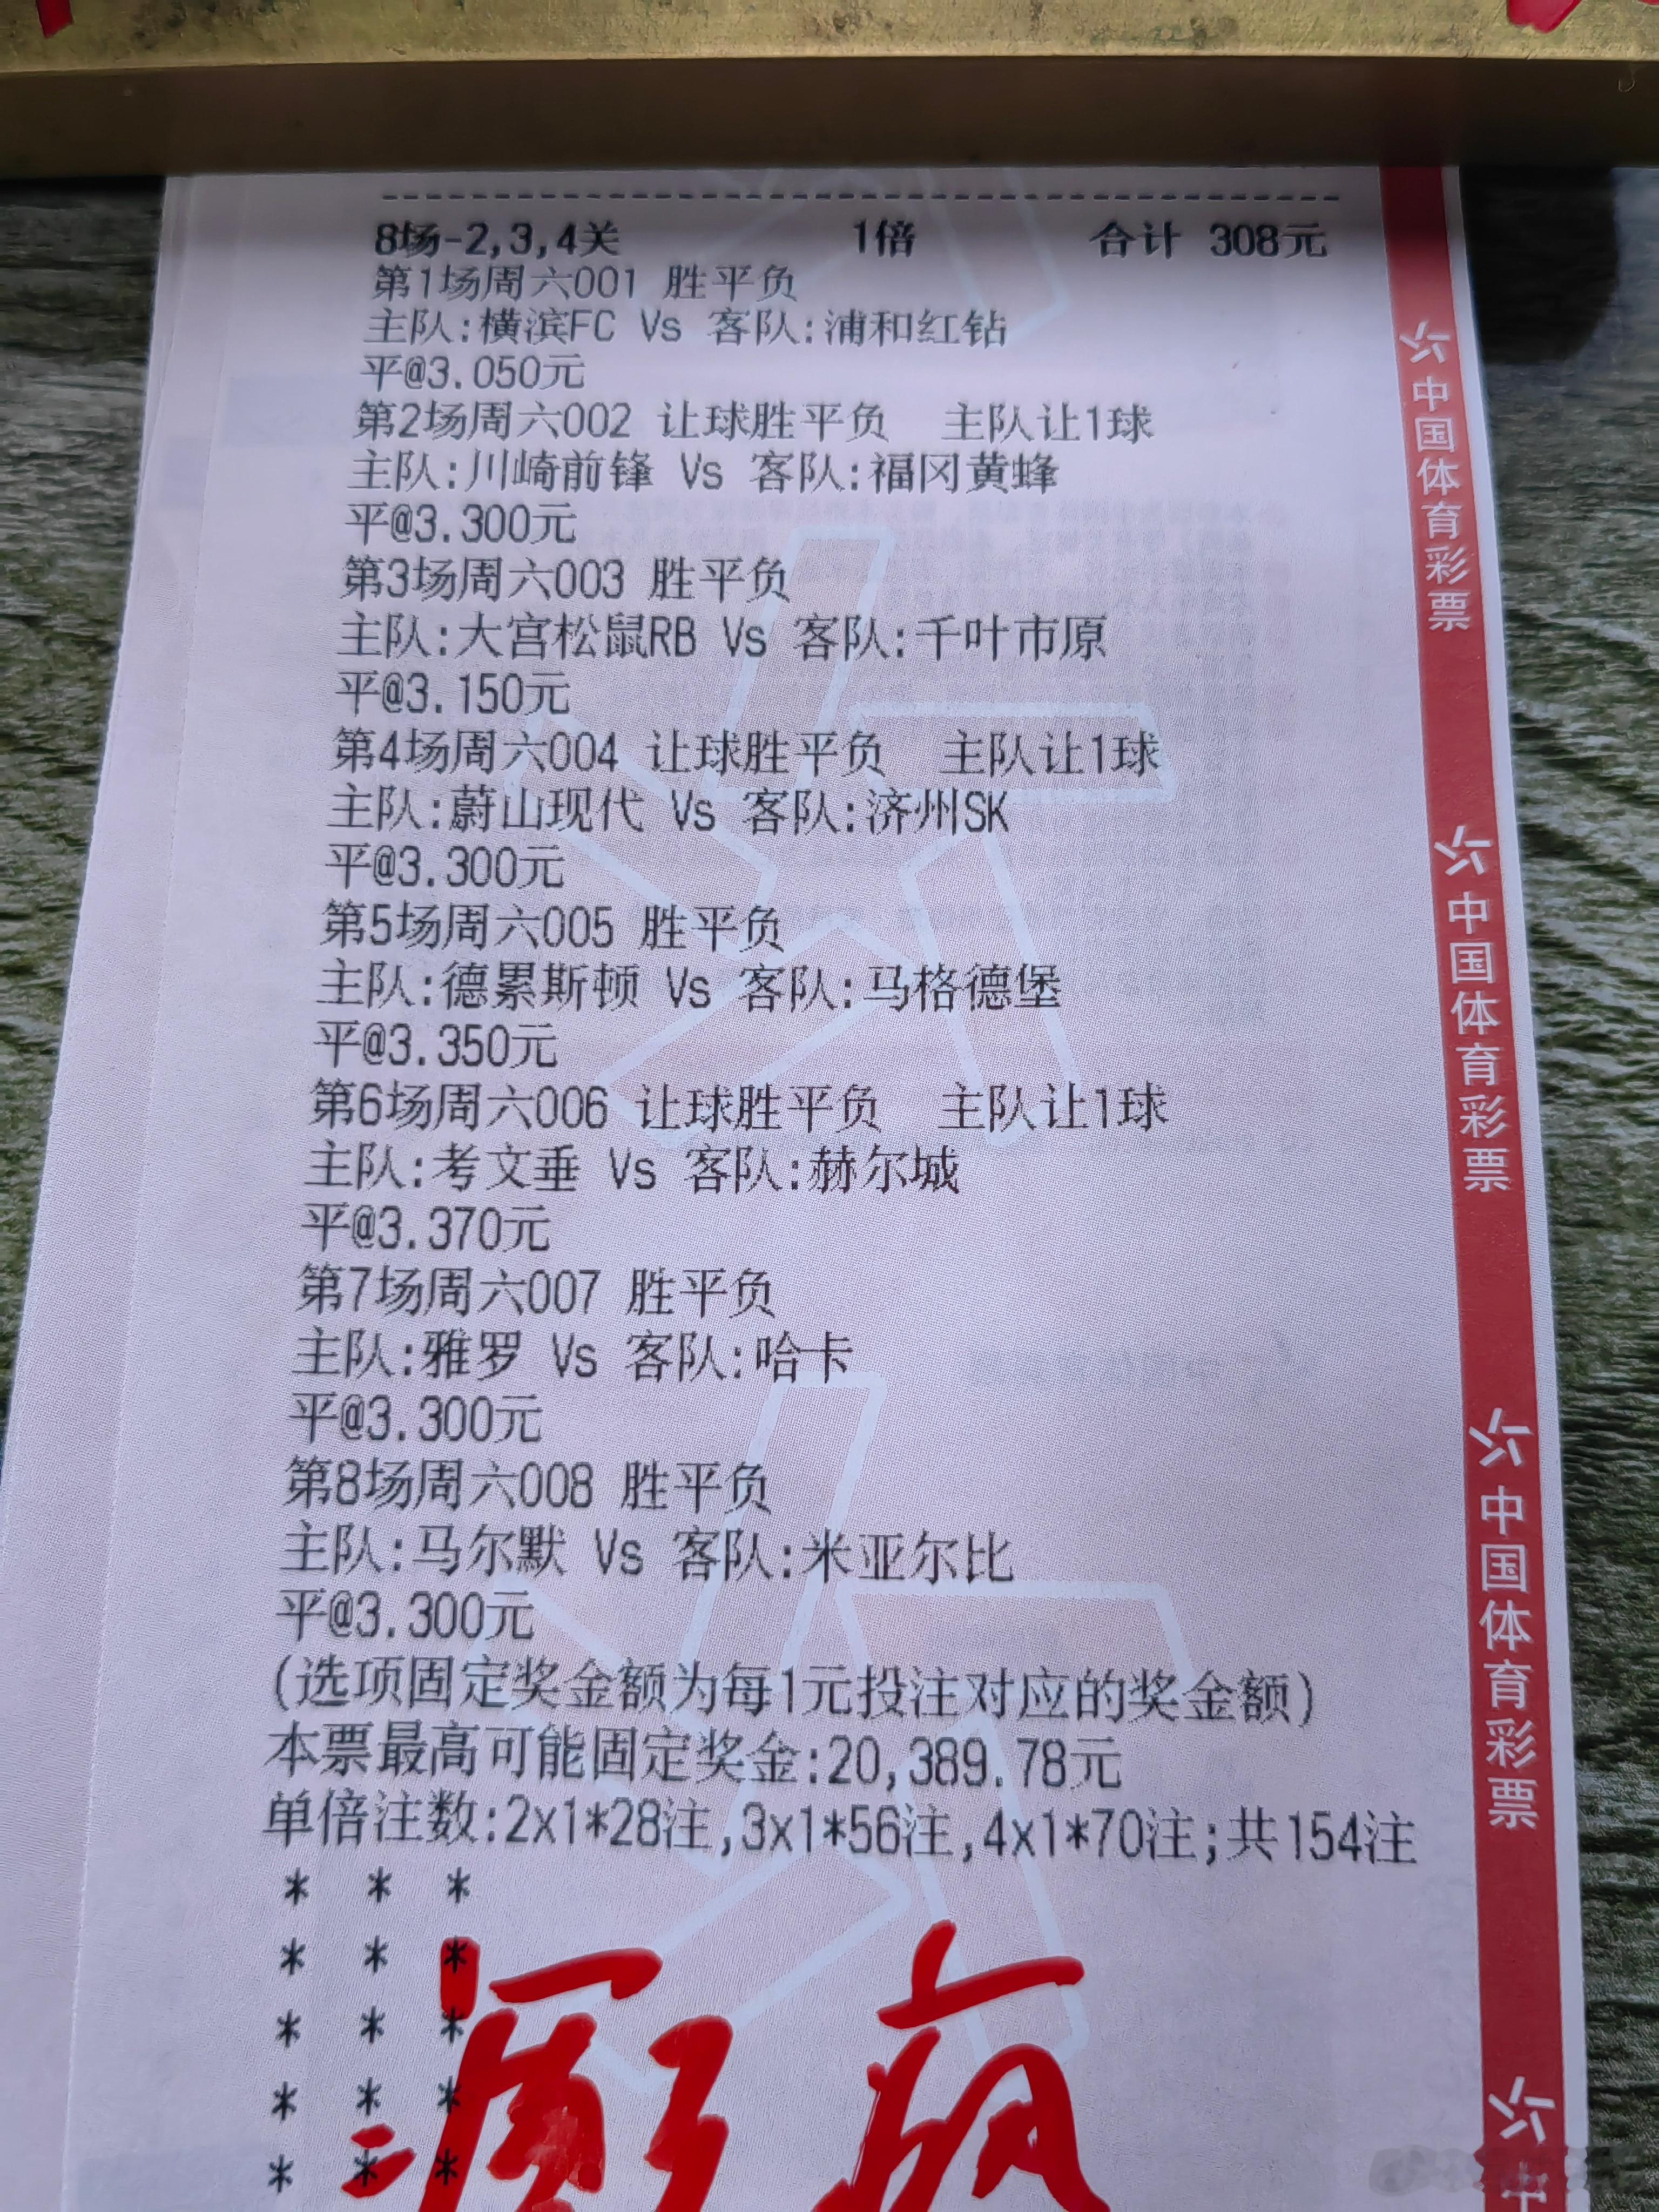 8场-2,3,4关 1倍 合计 308元
第1场周六001 胜平负
主队:横滨FC Vs 客队:浦和红钻
平@3.050元
第2场周六002 让球胜平负 主队让1球
主队:川崎前锋 Vs 客队:福冈黄蜂
平@3.300元
第3场周六003 胜平负
主队:大宫松鼠RB Vs 客队:千叶市原
平@3.150元
第4场周六004 让球胜平负 主队让1球
主队:蔚山现代 Vs 客队:济州SK
平@3.300元
第5场周六005 胜平负
主队:德累斯顿 Vs 客队:马格德堡
平@3.350元
第6场周六006 让球胜平负 主队让1球
主队:考文垂 Vs 客队:赫尔城
平@3.370元
第7场周六007 胜平负
主队:雅罗 Vs 客队:哈卡
平@3.300元
第8场周六008 胜平负
主队:马尔默 Vs 客队:米亚尔比
平@3.300元
(选项固定奖金额为每1元投注对应的奖金额)
本票最高可能固定奖金:20,389.78元
单倍注数:2x1*28注,3x1*56注,4x1*70注;共154注
* * *
* * *
* * *
* * *
* * *
中国体育彩票
中国体育彩票
中国体育彩票
中